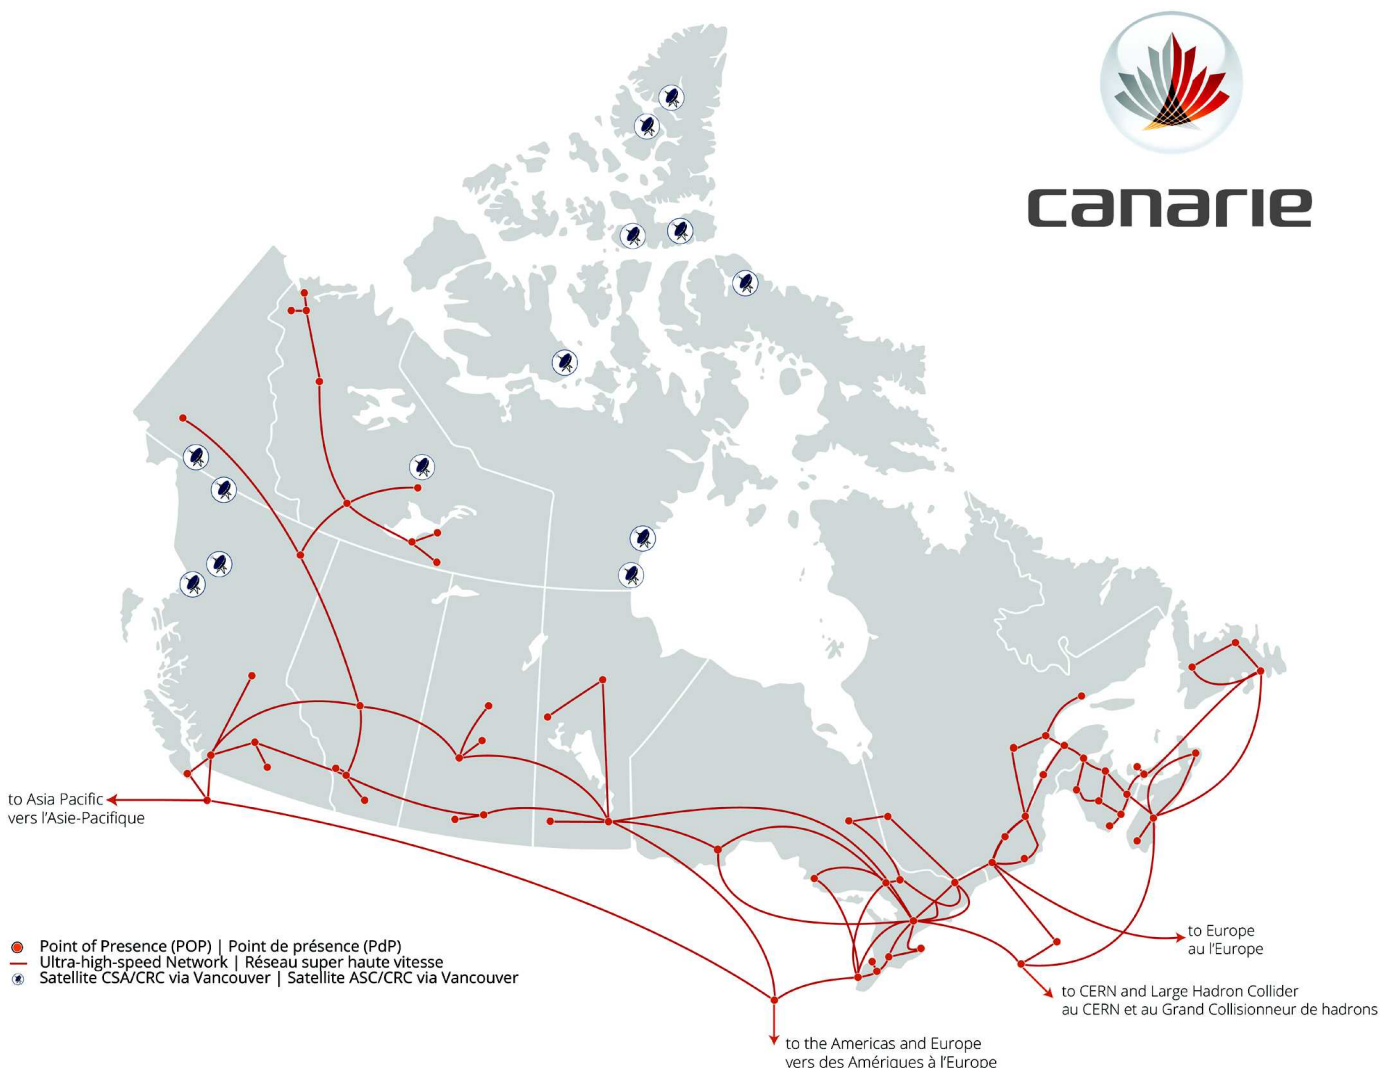 canarie
to Asia Pacific
vers l'Asie-Pacifique
to Europe
au l'Europe
Point of Presence (POP) | Point de présence (PdP)
Ultra-high-speed Network | Réseau super haute vitesse
Satellite CSA/CRC via Vancouver | Satellite ASC/CRC via Vancouver
to CERN and Large Hadron Collider
au CERN et au Grand Collisionneur de hadrons
to the Americas and Europe
vers des Amériques à l'Europe